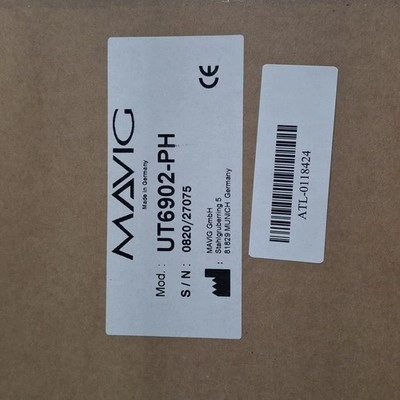 MAVIG
Made in Germany
Mod.: UT6902-PH
S / N : 0820/27075
MAVIG GmbH
Stahlgruberring 5
81829 MUNICH Germany
CE
ATL-0118424